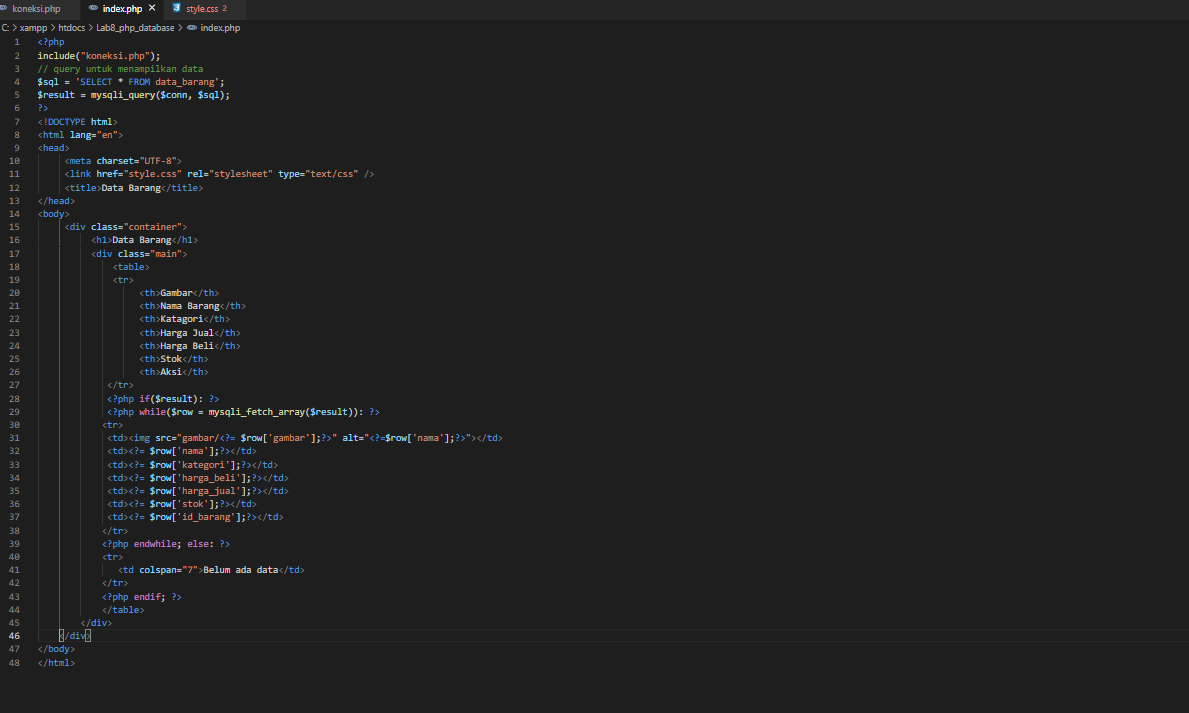 koneksi.php index.php × style.css 2
C: > xampp > htdocs > Lab8_php_database > index.php
1 <?php
2 include("koneksi.php");
3 // query untuk menampilkan data
4 $sql = 'SELECT * FROM data_barang';
5 $result = mysqli_query($conn, $sql);
6 ?>
7 <!DOCTYPE html>
8 <html lang="en">
9 <head>
10 <meta charset="UTF-8">
11 <link href="style.css" rel="stylesheet" type="text/css" />
12 <title>Data Barang</title>
13 </head>
14 <body>
15 <div class="container">
16 <h1>Data Barang</h1>
17 <div class="main">
18 <table>
19 <tr>
20 <th>Gambar</th>
21 <th>Nama Barang</th>
22 <th>Katagori</th>
23 <th>Harga Jual</th>
24 <th>Harga Beli</th>
25 <th>Stok</th>
26 <th>Aksi</th>
27 </tr>
28 <?php if($result): ?>
29 <?php while($row = mysqli_fetch_array($result)): ?>
30 <tr>
31 <td><img src="gambar/<?= $row['gambar'];?>" alt="<?=$row['nama'];?>"></td>
32 <td><?= $row['nama'];?></td>
33 <td><?= $row['kategori'];?></td>
34 <td><?= $row['harga_beli'];?></td>
35 <td><?= $row['harga_jual'];?></td>
36 <td><?= $row['stok'];?></td>
37 <td><?= $row['id_barang'];?></td>
38 </tr>
39 <?php endwhile; else: ?>
40 <tr>
41 <td colspan="7">Belum ada data</td>
42 </tr>
43 <?php endif; ?>
44 </table>
45 </div>
46 </div>
47 </body>
48 </html>